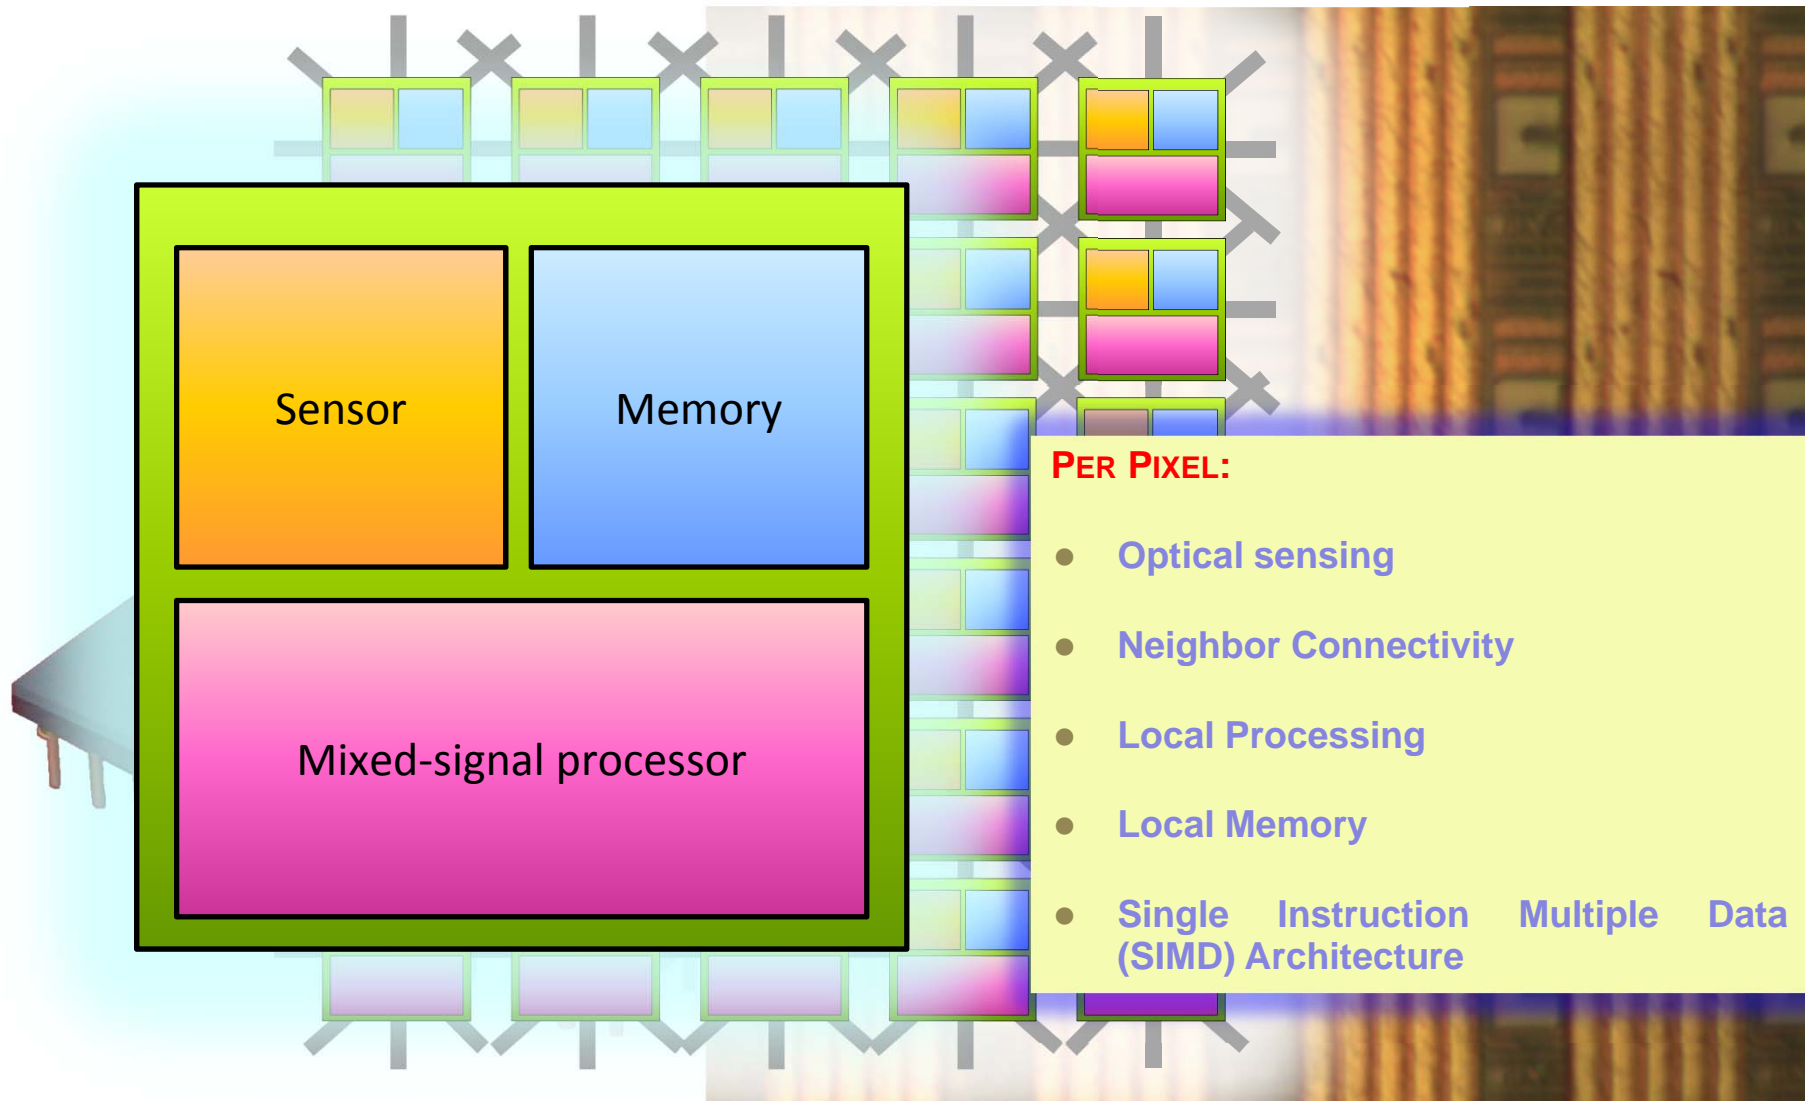 Sensor
Memory
Mixed-signal processor
PER PIXEL:
● Optical sensing
● Neighbor Connectivity
● Local Processing
● Local Memory
● Single Instruction Multiple Data
(SIMD) Architecture